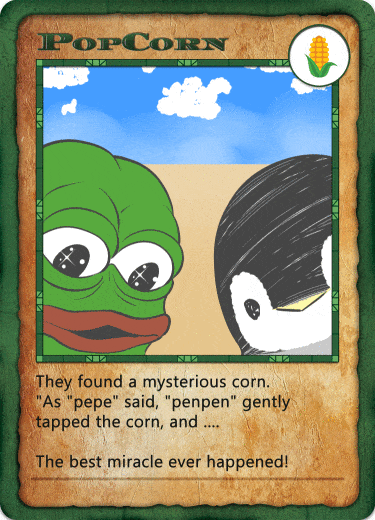 PopCorn
They found a mysterious corn.
"As "pepe" said, "penpen" gently
tapped the corn, and ....
The best miracle ever happened!